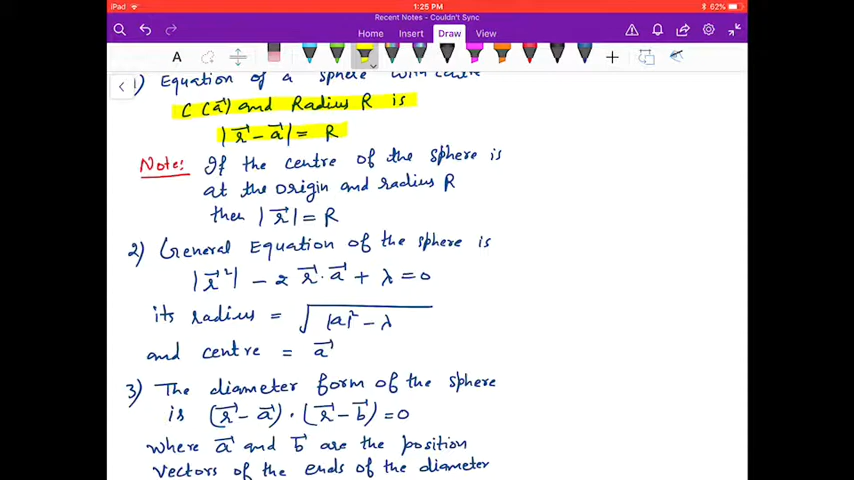 iPad
1:25 PM
62%
Recent Notes - Couldn't Sync
Home Insert Draw View
1) Equation of a sphere with centre
C (a⃗) and Radius R is
|r⃗ - a⃗| = R
Note: If the centre of the sphere is
at the origin and radius R
then |r⃗| = R
2) General Equation of the sphere is
|r⃗²| - 2 r⃗ · a⃗ + λ = 0
its radius = √(|a|² - λ)
and centre = a⃗
3) The diameter form of the sphere
is (r⃗ - a⃗) · (r⃗ - b⃗) = 0
where a⃗ and b⃗ are the position
vectors of the ends of the diameter